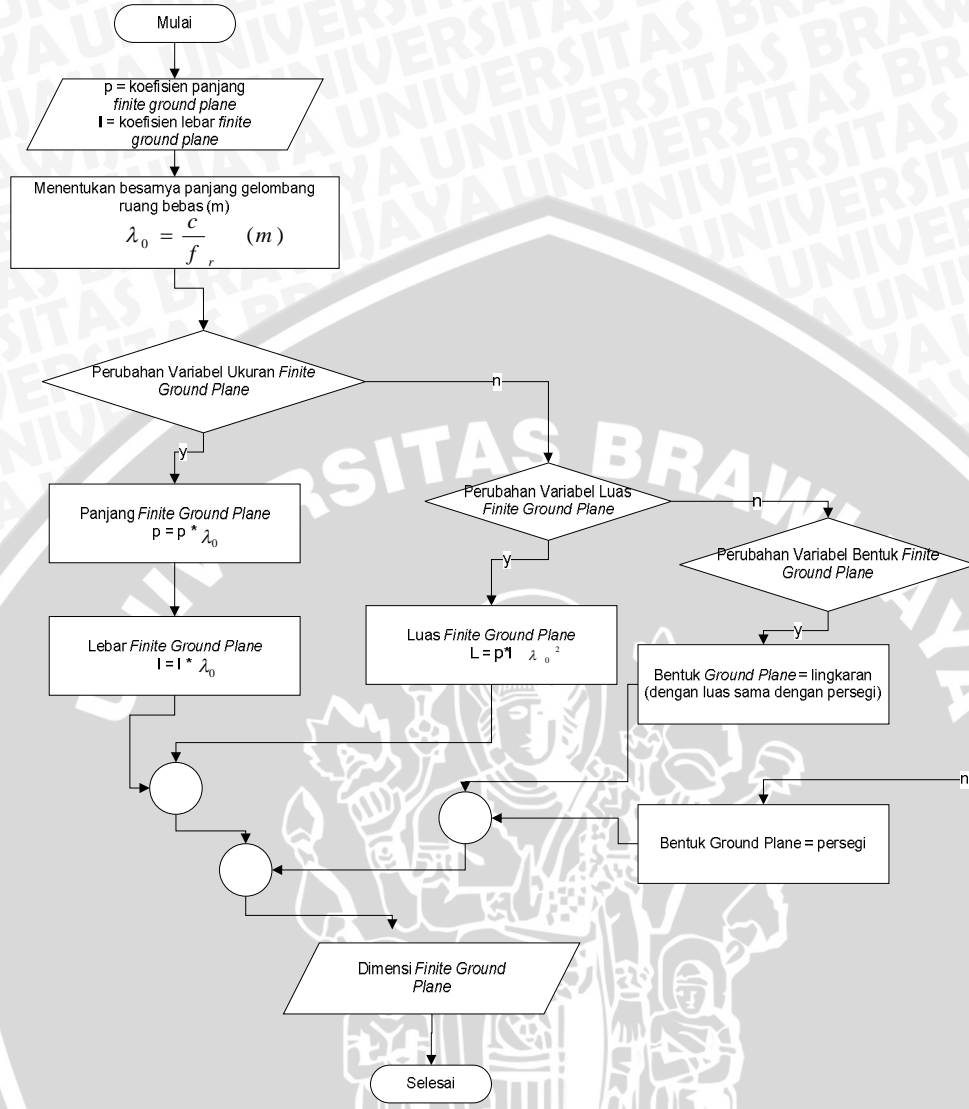 Mulai
p = koefisien panjang
finite ground plane
l = koefisien lebar finite
ground plane
Menentukan besarnya panjang gelombang
ruang bebas (m)
λ₀ = c / f_r (m)
Perubahan Variabel Ukuran Finite
Ground Plane
n
y
Panjang Finite Ground Plane
p = p * λ₀
Lebar Finite Ground Plane
l = l * λ₀
Perubahan Variabel Luas
Finite Ground Plane
n
y
Luas Finite Ground Plane
L = p*l λ₀²
Perubahan Variabel Bentuk Finite
Ground Plane
y
Bentuk Ground Plane = lingkaran
(dengan luas sama dengan persegi)
n
Bentuk Ground Plane = persegi
Dimensi Finite Ground
Plane
Selesai
UNIVERSITAS BRAWIJAYA